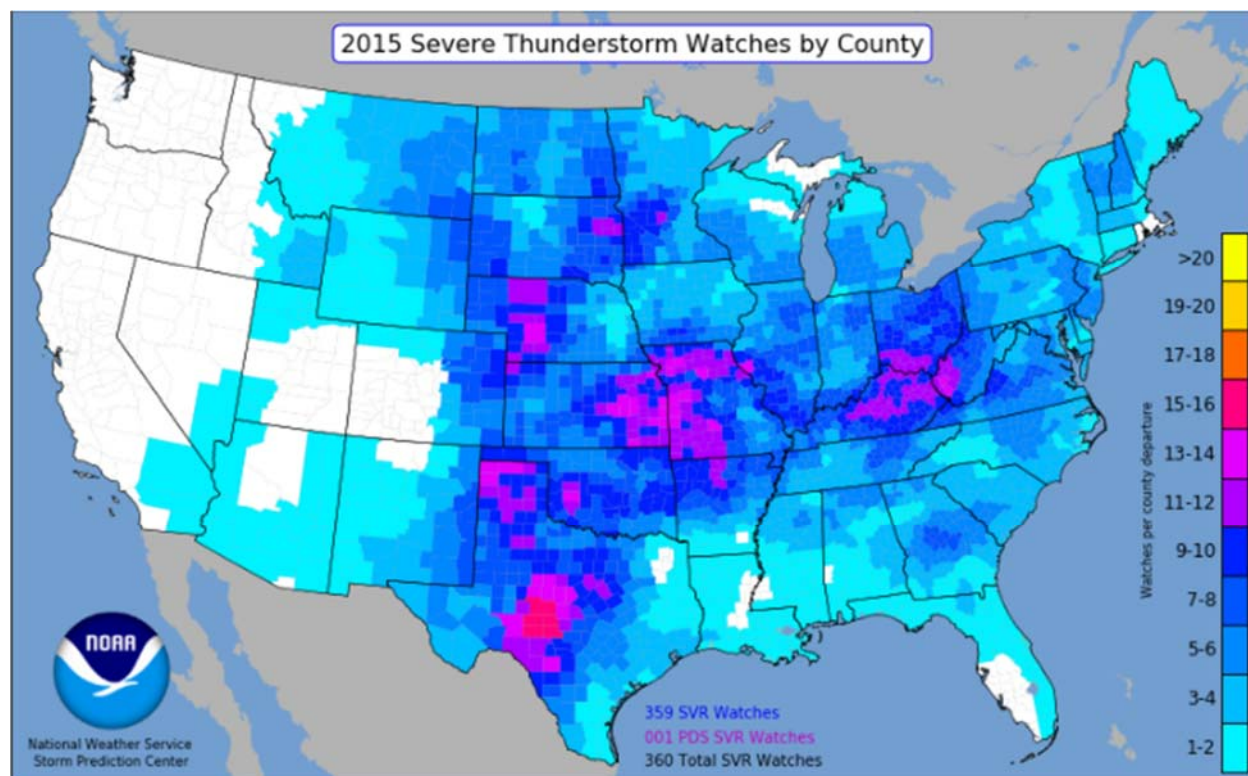 2015 Severe Thunderstorm Watches by County
>20
19-20
17-18
15-16
13-14
11-12
9-10
7-8
5-6
3-4
1-2
Watches per county departure
NOAA
National Weather Service
Storm Prediction Center
359 SVR Watches
001 PDS SVR Watches
360 Total SVR Watches